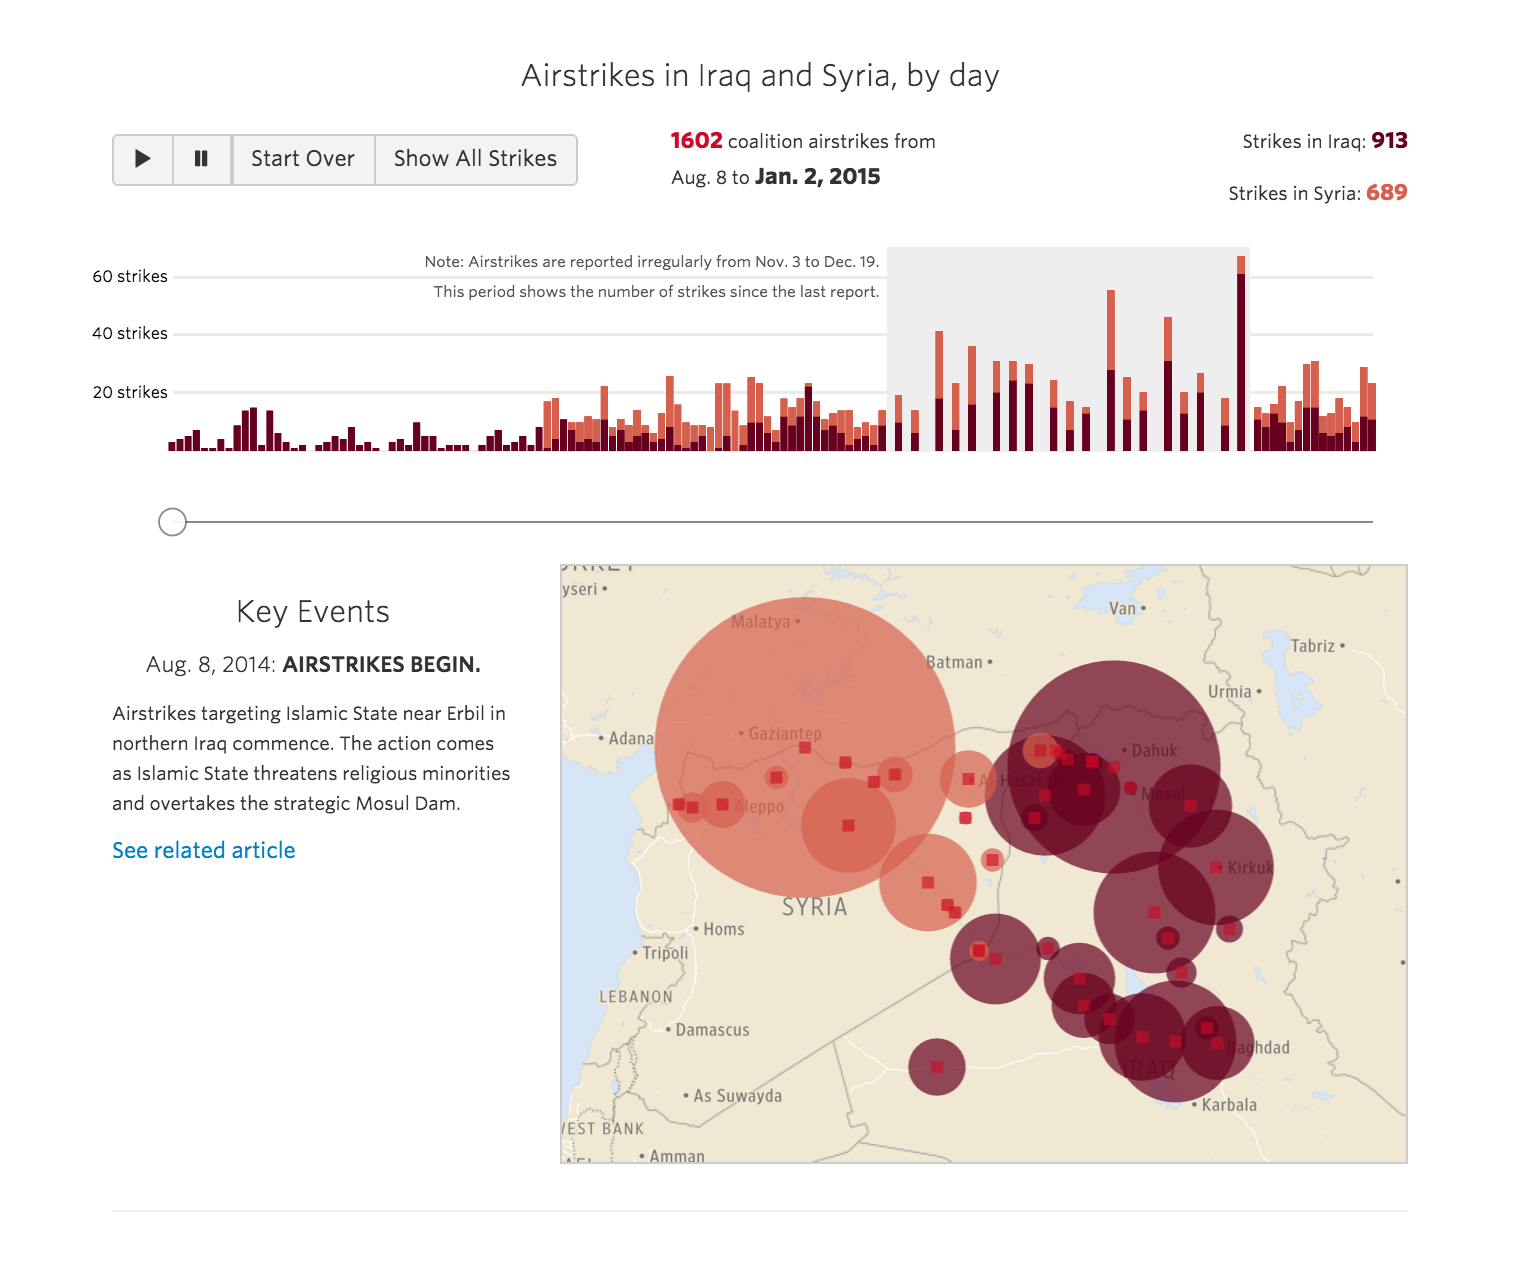 Airstrikes in Iraq and Syria, by day
Start Over
Show All Strikes
1602 coalition airstrikes from
Aug. 8 to Jan. 2, 2015
Strikes in Iraq: 913
Strikes in Syria: 689
Note: Airstrikes are reported irregularly from Nov. 3 to Dec. 19.
This period shows the number of strikes since the last report.
60 strikes
40 strikes
20 strikes
Key Events
Aug. 8, 2014: AIRSTRIKES BEGIN.
Airstrikes targeting Islamic State near Erbil in
northern Iraq commence. The action comes
as Islamic State threatens religious minorities
and overtakes the strategic Mosul Dam.
See related article
yseri
Van
Malatya
Tabriz
Batman
Urmia
Adana
Gaziantep
Dahuk
Al-Hasakah
Mosul
Aleppo
Kirkuk
SYRIA
Homs
Tripoli
LEBANON
Damascus
Baghdad
IRAQ
As Suwayda
Karbala
WEST BANK
Amman